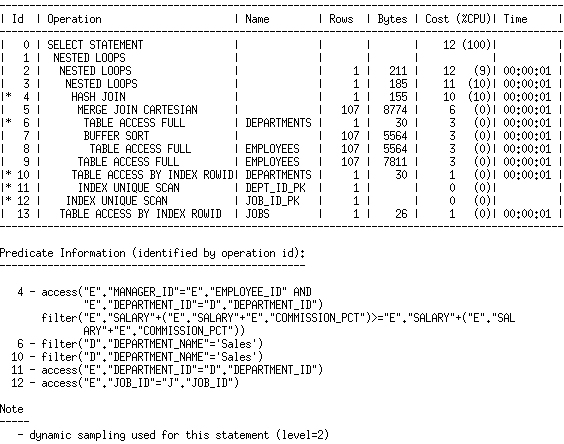 | Id | Operation | Name | Rows | Bytes | Cost (%CPU)| Time |
| 0 | SELECT STATEMENT | | | | 12 (100)| |
| 1 | NESTED LOOPS | | | | | |
| 2 | NESTED LOOPS | | 1 | 211 | 12 (9)| 00:00:01 |
| 3 | NESTED LOOPS | | 1 | 185 | 11 (10)| 00:00:01 |
|* 4 | HASH JOIN | | 1 | 155 | 10 (10)| 00:00:01 |
| 5 | MERGE JOIN CARTESIAN | | 107 | 8774 | 6 (0)| 00:00:01 |
|* 6 | TABLE ACCESS FULL | DEPARTMENTS | 1 | 30 | 3 (0)| 00:00:01 |
| 7 | BUFFER SORT | | 107 | 5564 | 3 (0)| 00:00:01 |
| 8 | TABLE ACCESS FULL | EMPLOYEES | 107 | 5564 | 3 (0)| 00:00:01 |
| 9 | TABLE ACCESS FULL | EMPLOYEES | 107 | 7811 | 3 (0)| 00:00:01 |
|* 10 | TABLE ACCESS BY INDEX ROWID| DEPARTMENTS | 1 | 30 | 1 (0)| 00:00:01 |
|* 11 | INDEX UNIQUE SCAN | DEPT_ID_PK | 1 | | 0 (0)| |
|* 12 | INDEX UNIQUE SCAN | JOB_ID_PK | 1 | | 0 (0)| |
| 13 | TABLE ACCESS BY INDEX ROWID | JOBS | 1 | 26 | 1 (0)| 00:00:01 |
Predicate Information (identified by operation id):
---------------------------------------------------
4 - access("E"."MANAGER_ID"="E"."EMPLOYEE_ID" AND
"E"."DEPARTMENT_ID"="D"."DEPARTMENT_ID")
filter("E"."SALARY"+("E"."SALARY"*"E"."COMMISSION_PCT")>="E"."SALARY"+("E"."SAL
ARY"*"E"."COMMISSION_PCT"))
6 - filter("D"."DEPARTMENT_NAME"='Sales')
10 - filter("D"."DEPARTMENT_NAME"='Sales')
11 - access("E"."DEPARTMENT_ID"="D"."DEPARTMENT_ID")
12 - access("E"."JOB_ID"="J"."JOB_ID")
Note
-----
- dynamic sampling used for this statement (level=2)